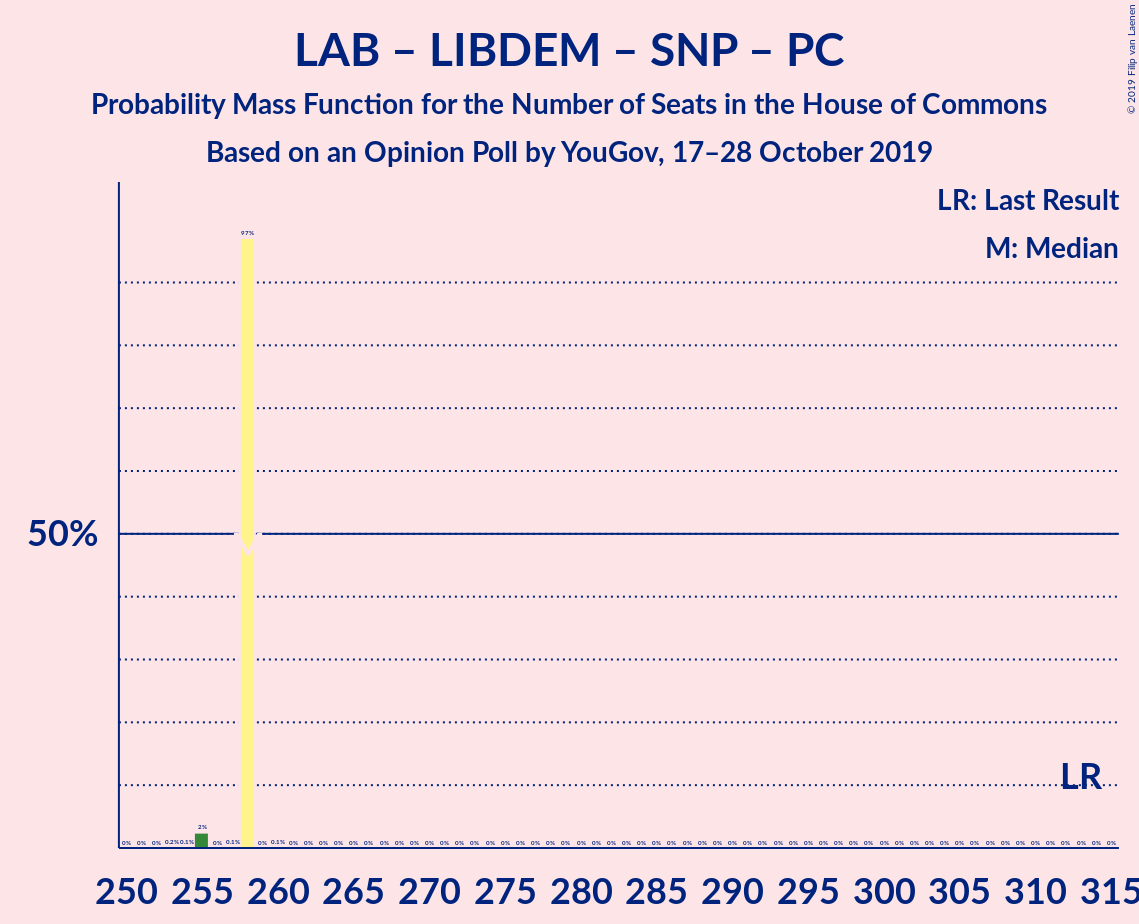 © 2019 Filip van Laenen
LAB – LIBDEM – SNP – PC
Probability Mass Function for the Number of Seats in the House of Commons
Based on an Opinion Poll by YouGov, 17–28 October 2019
LR: Last Result
M: Median
97%
50%
LR
2%
0% 0% 0% 0.2% 0.1% 0% 0.1% 0% 0.1% 0% 0% 0% 0% 0% 0% 0% 0% 0% 0% 0% 0% 0% 0% 0% 0% 0% 0% 0% 0% 0% 0% 0% 0% 0% 0% 0% 0% 0% 0% 0% 0% 0% 0% 0% 0% 0% 0% 0% 0% 0% 0% 0% 0% 0% 0% 0% 0% 0% 0% 0% 0% 0% 0% 0%
250 255 260 265 270 275 280 285 290 295 300 305 310 315